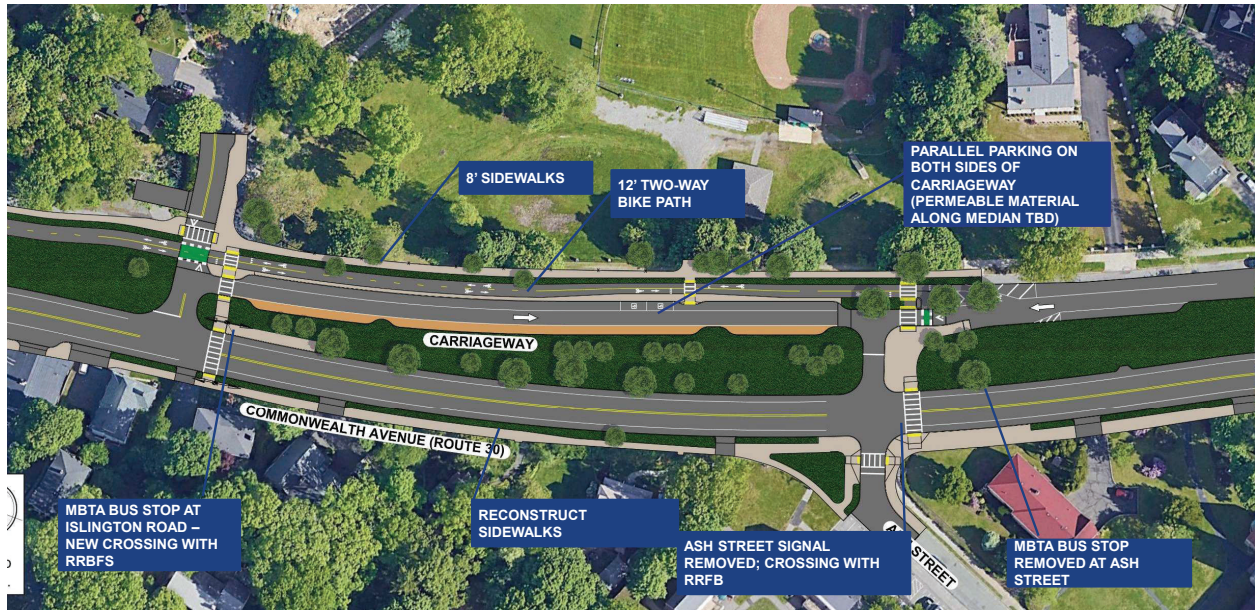 8' SIDEWALKS
12' TWO-WAY
BIKE PATH
PARALLEL PARKING ON
BOTH SIDES OF
CARRIAGEWAY
(PERMEABLE MATERIAL
ALONG MEDIAN TBD)
CARRIAGEWAY
COMMONWEALTH AVENUE (ROUTE 30)
MBTA BUS STOP AT
ISLINGTON ROAD –
NEW CROSSING WITH
RRBFS
RECONSTRUCT
SIDEWALKS
ASH STREET SIGNAL
REMOVED; CROSSING WITH
RRFB
STREET
MBTA BUS STOP
REMOVED AT ASH
STREET